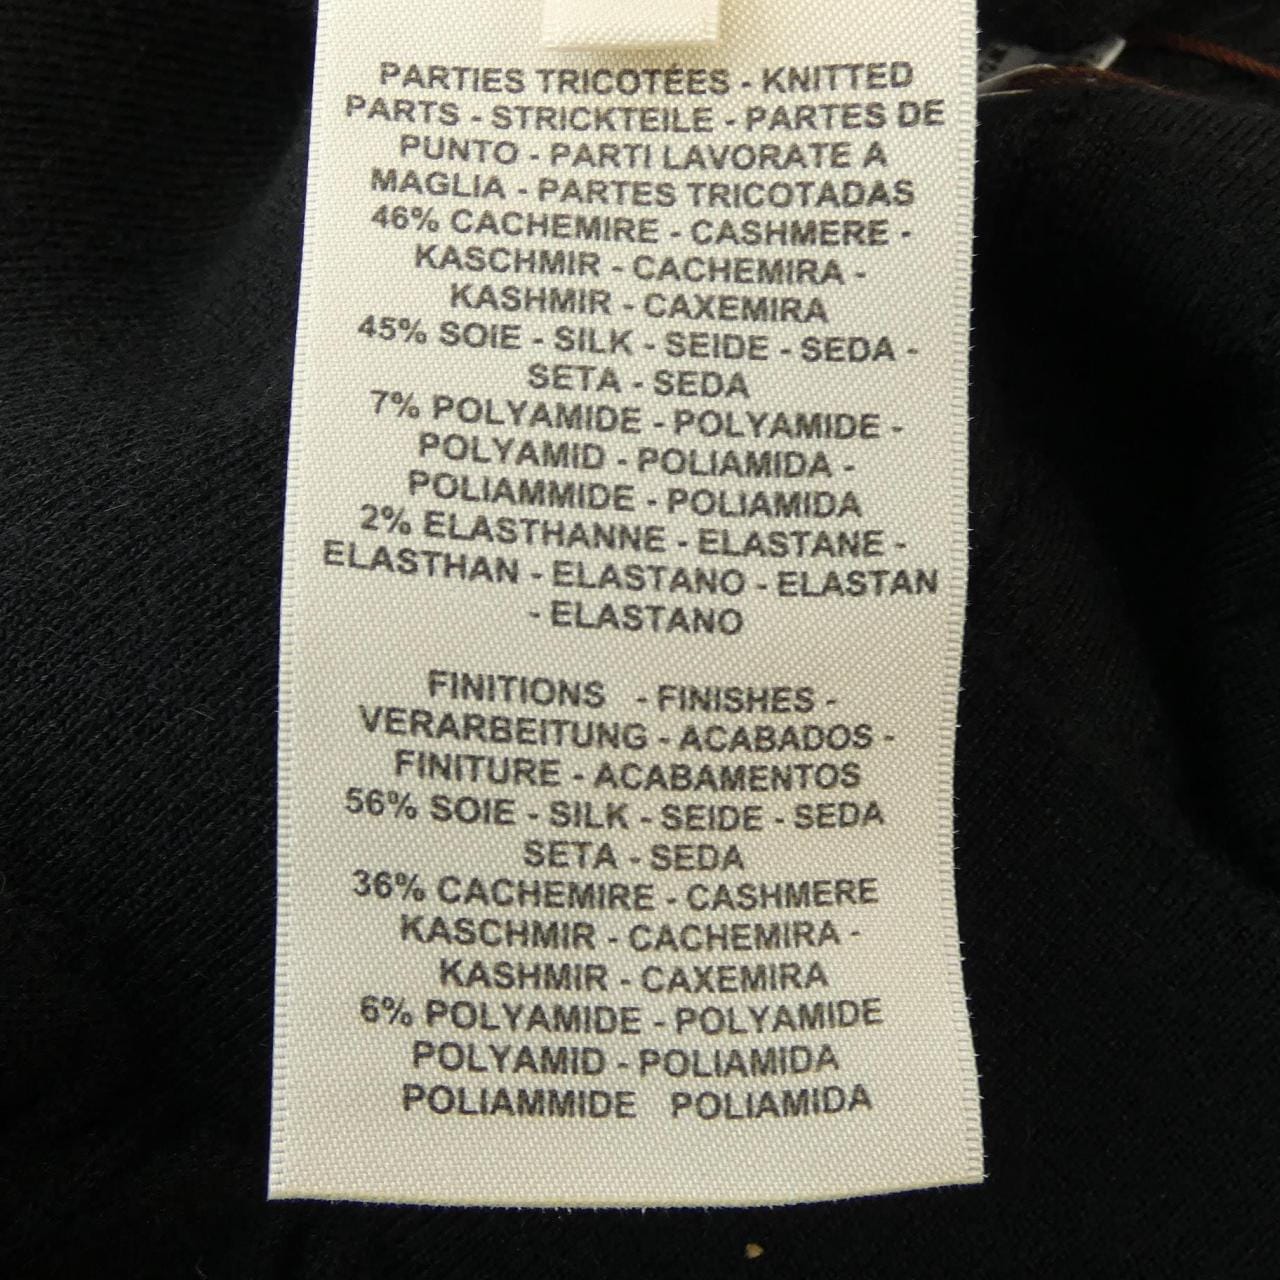 PARTIES TRICOTÉES - KNITTED
PARTS - STRICKTEILE - PARTES DE
PUNTO - PARTI LAVORATE A
MAGLIA - PARTES TRICOTADAS
46% CACHEMIRE - CASHMERE -
KASCHMIR - CACHEMIRA -
KASHMIR - CAXEMIRA
45% SOIE - SILK - SEIDE - SEDA -
SETA - SEDA
7% POLYAMIDE - POLYAMIDE -
POLYAMID - POLIAMIDA -
POLIAMMIDE - POLIAMIDA
2% ELASTHANNE - ELASTANE -
ELASTHAN - ELASTANO - ELASTAN
- ELASTANO
FINITIONS - FINISHES -
VERARBEITUNG - ACABADOS -
FINITURE - ACABAMENTOS
56% SOIE - SILK - SEIDE - SEDA
SETA - SEDA
36% CACHEMIRE - CASHMERE
KASCHMIR - CACHEMIRA -
KASHMIR - CAXEMIRA
6% POLYAMIDE - POLYAMIDE
POLYAMID - POLIAMIDA
POLIAMMIDE POLIAMIDA